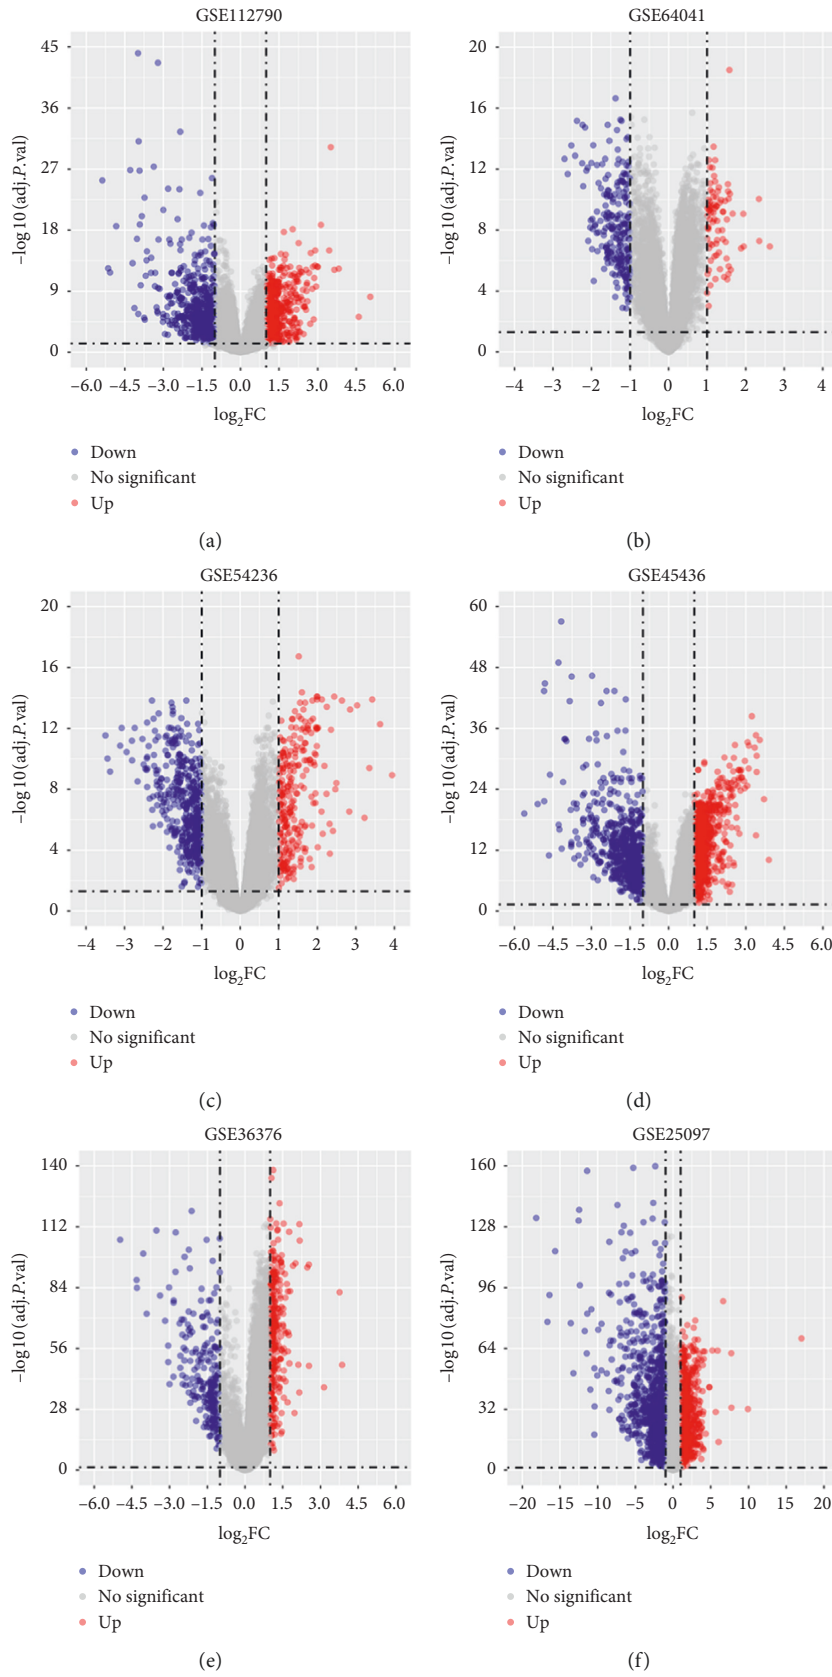 GSE112790
45
36
27
18
9
0
−log10(adj.P.val)
−6.0 −4.5 −3.0 −1.5 0.0 1.5 3.0 4.5 6.0
log₂FC
Down
No significant
Up
(a)
GSE64041
20
16
12
8
4
0
−log10(adj.P.val)
−4 −3 −2 −1 0 1 2 3 4
log₂FC
Down
No significant
Up
(b)
GSE54236
20
16
12
8
4
0
−log10(adj.P.val)
−4 −3 −2 −1 0 1 2 3 4
log₂FC
Down
No significant
Up
(c)
GSE45436
60
48
36
24
12
0
−log10(adj.P.val)
−6.0 −4.5 −3.0 −1.5 0.0 1.5 3.0 4.5 6.0
log₂FC
Down
No significant
Up
(d)
GSE36376
140
112
84
56
28
0
−log10(adj.P.val)
−6.0 −4.5 −3.0 −1.5 0.0 1.5 3.0 4.5 6.0
log₂FC
Down
No significant
Up
(e)
GSE25097
160
128
96
64
32
0
−log10(adj.P.val)
−20 −15 −10 −5 0 5 10 15 20
log₂FC
Down
No significant
Up
(f)